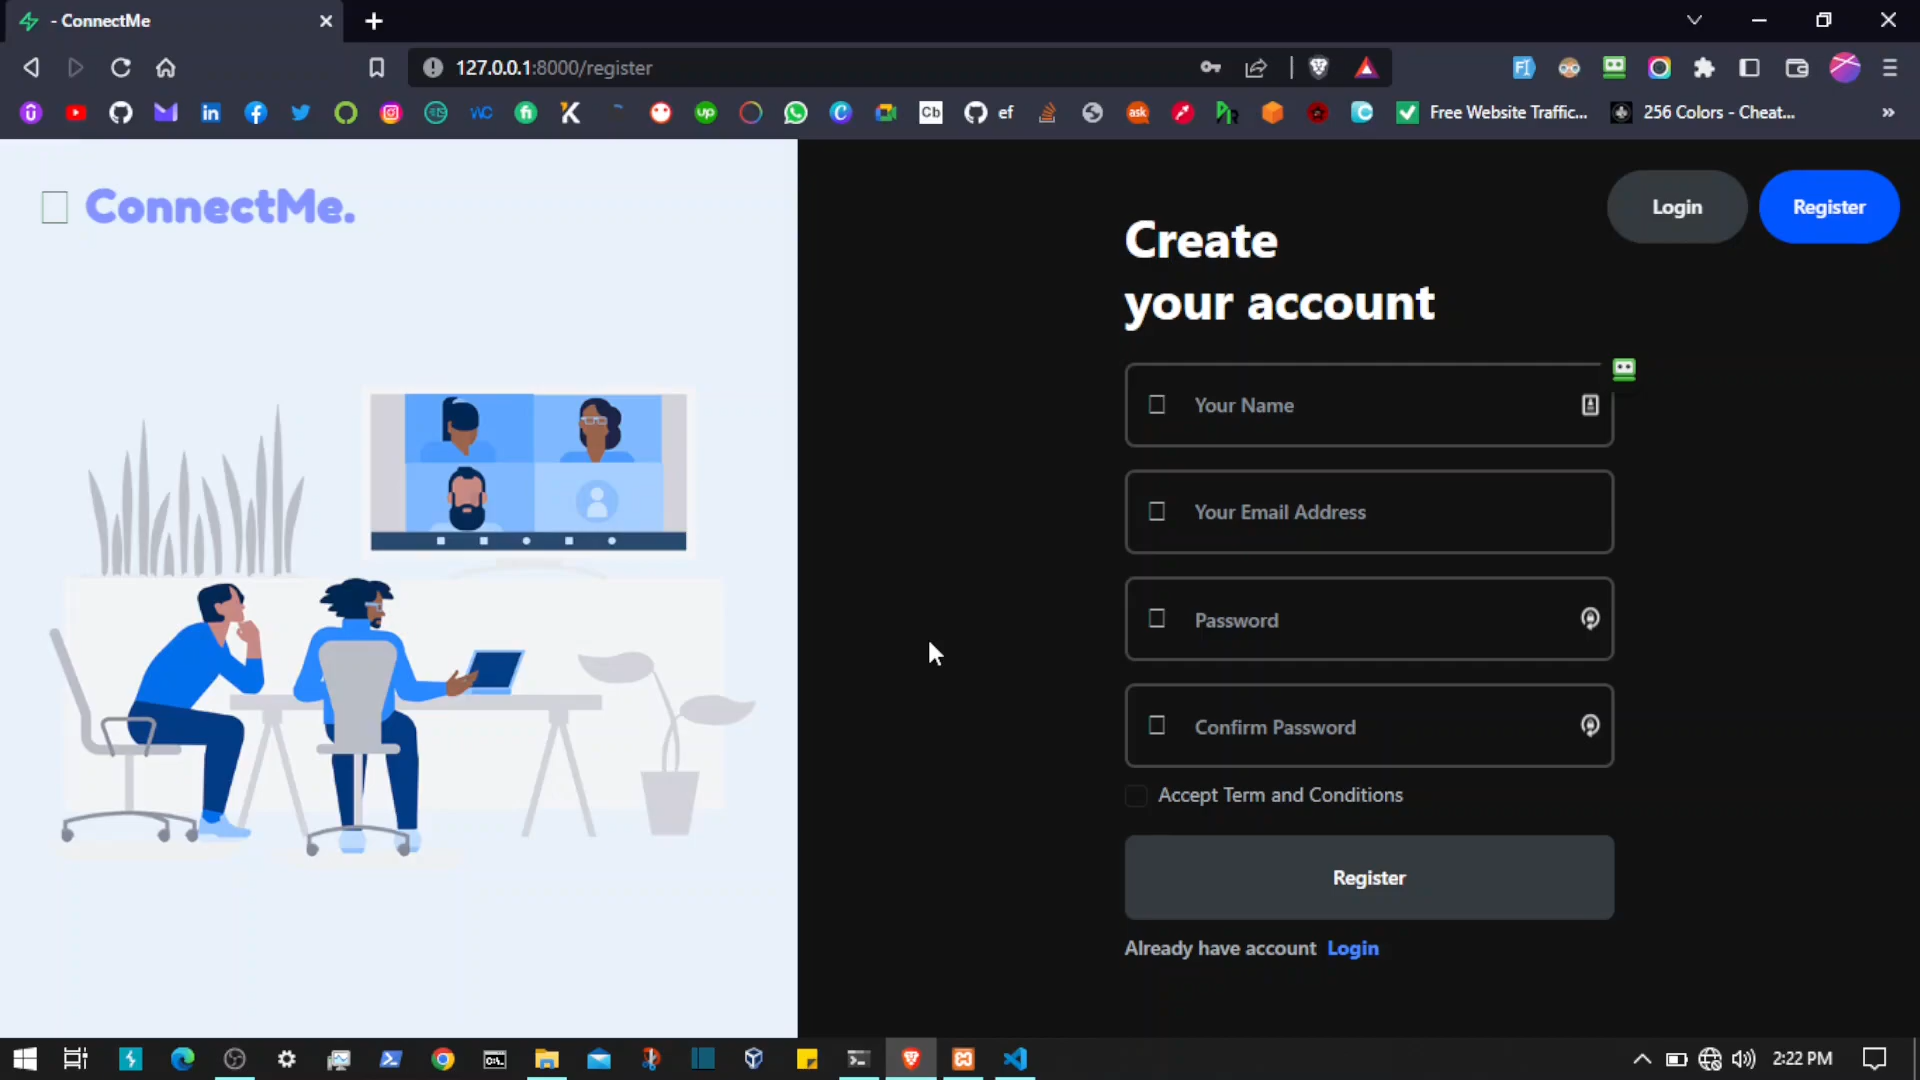 - ConnectMe
127.0.0.1:8000/register
ef
Free Website Traffic...
256 Colors - Cheat...
ConnectMe.
Login
Register
Create
your account
Your Name
Your Email Address
Password
Confirm Password
Accept Term and Conditions
Register
Already have account Login
2:22 PM